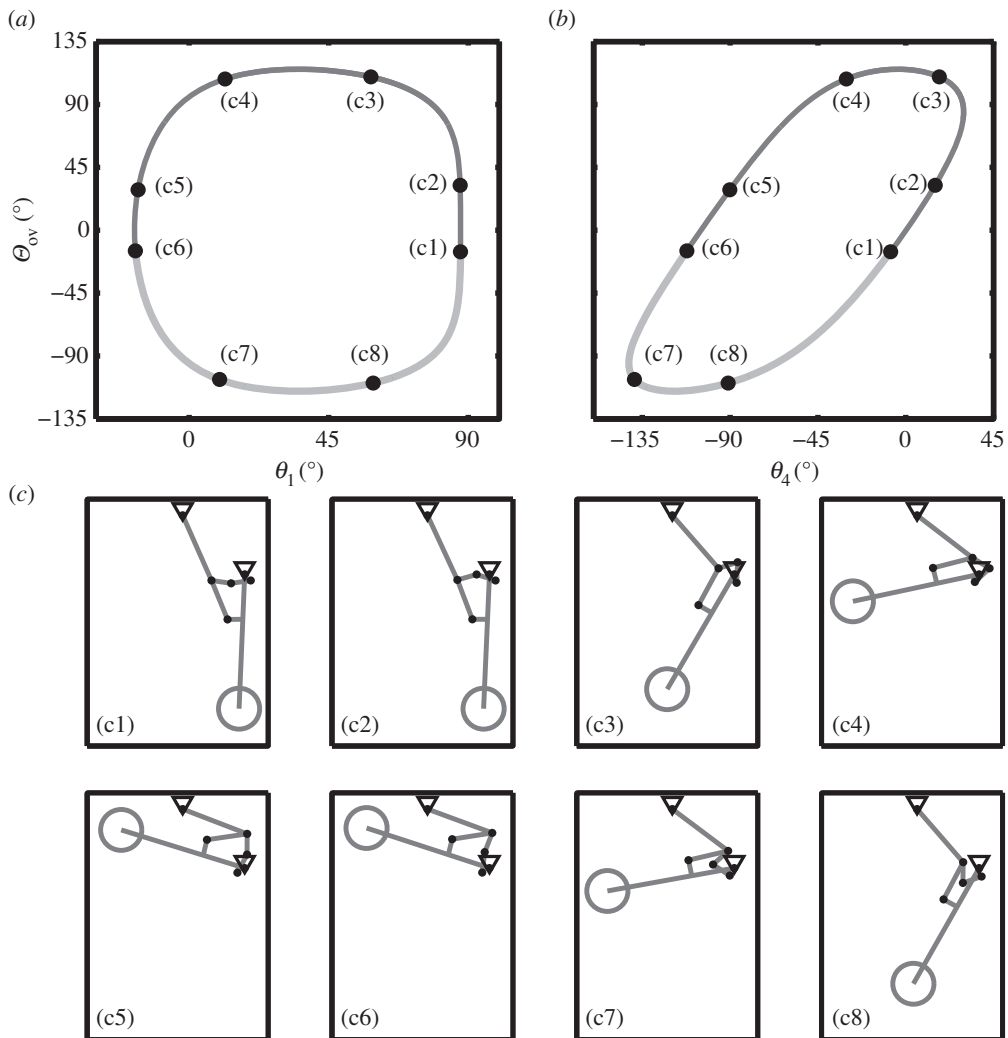 (a)
135
90
45
0
−45
−90
−135
Θov (°)
(c4)
(c3)
(c5)
(c2)
(c6)
(c1)
(c7)
(c8)
0
45
90
θ1 (°)
(b)
(c4)
(c3)
(c5)
(c2)
(c6)
(c1)
(c7)
(c8)
−135
−90
−45
0
45
θ4 (°)
(c)
(c1)
(c2)
(c3)
(c4)
(c5)
(c6)
(c7)
(c8)